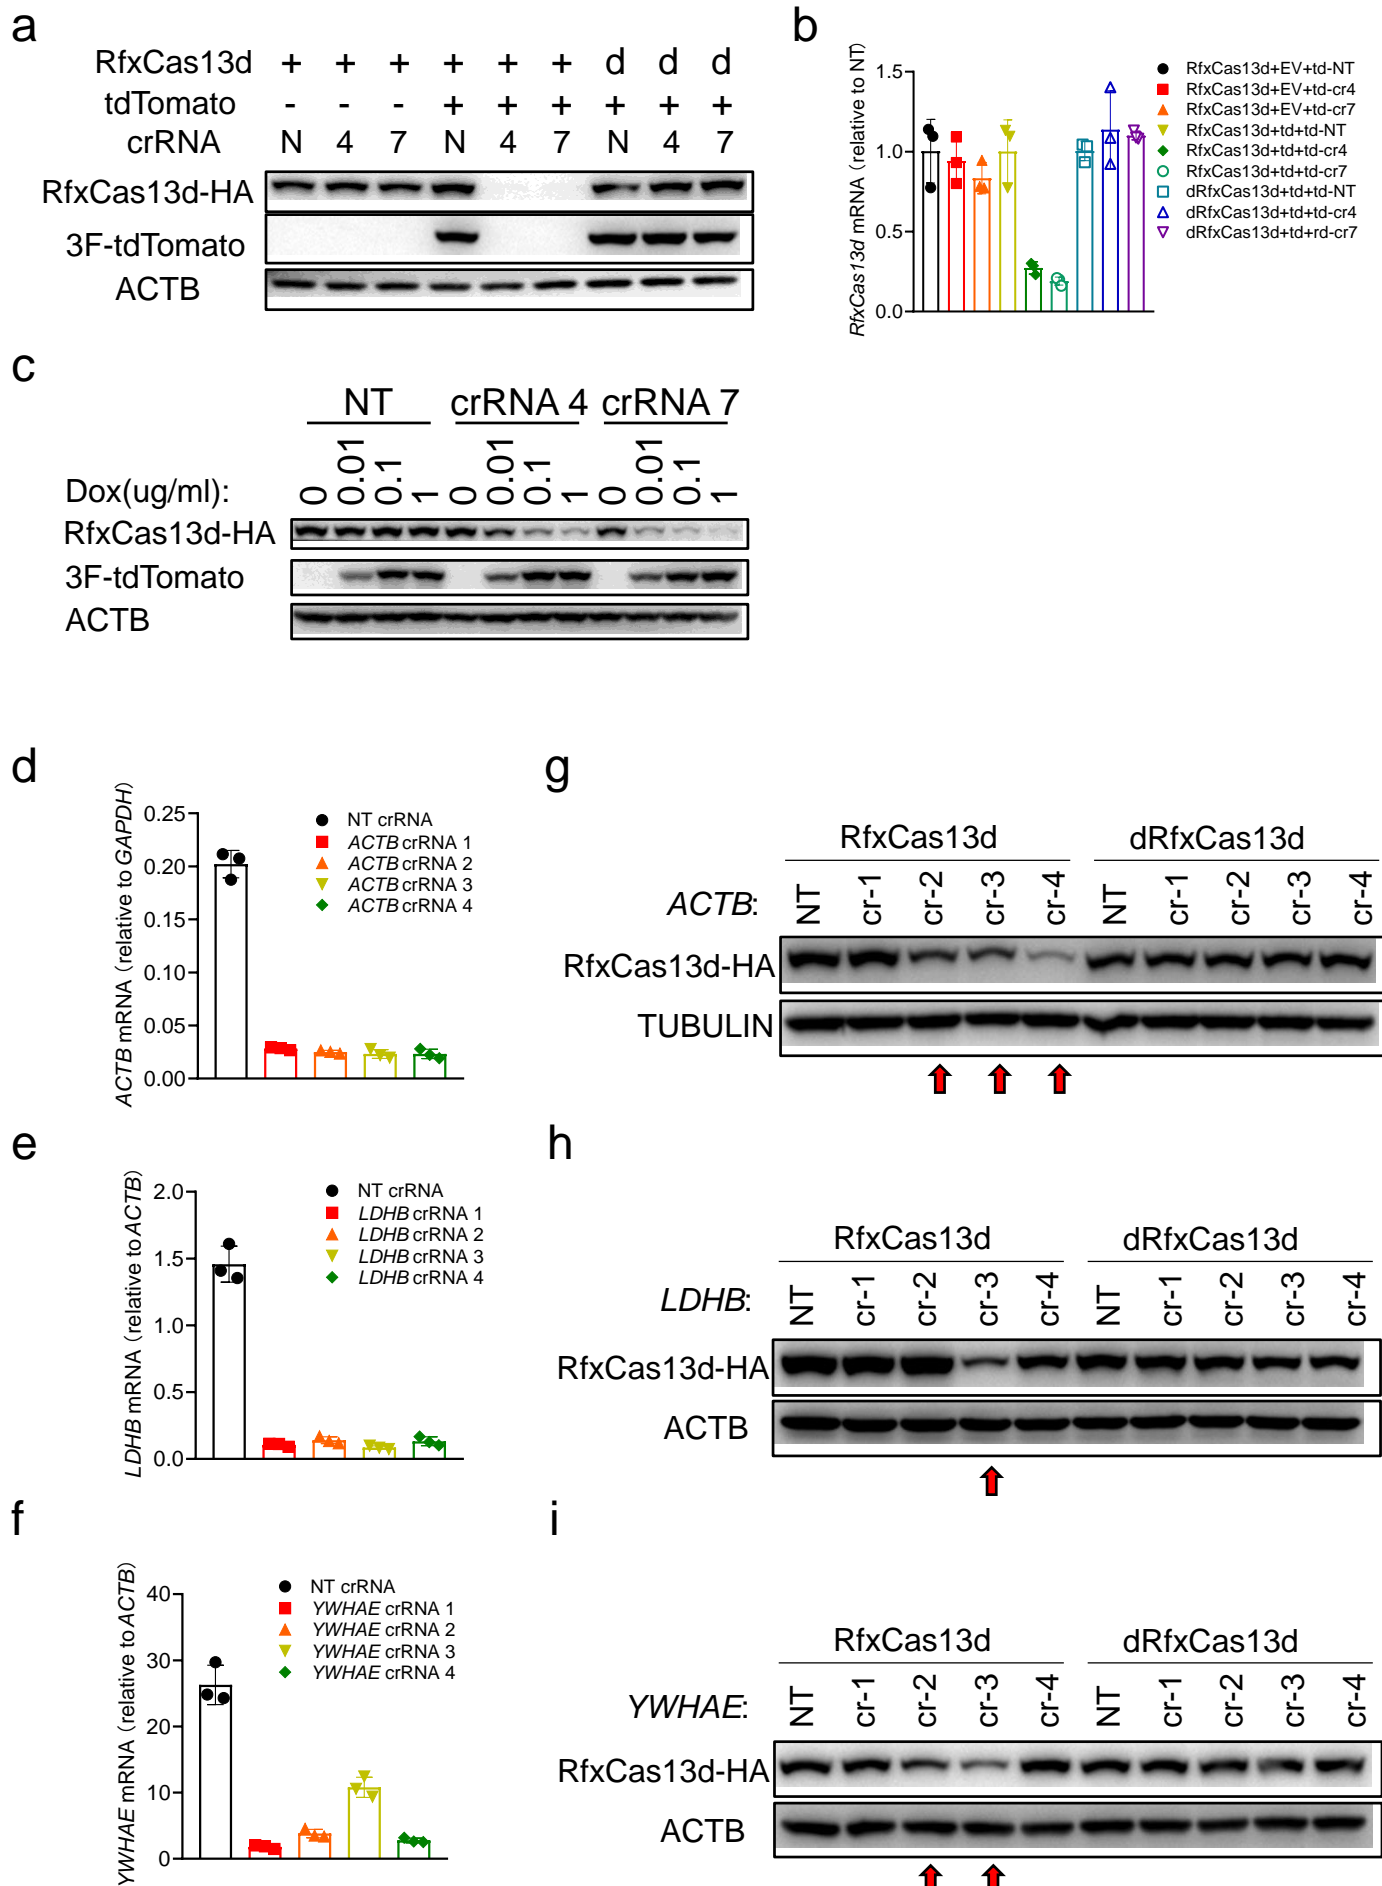 a
RfxCas13d + + + + + + d d d
tdTomato - - - + + + + + +
crRNA N 4 7 N 4 7 N 4 7
RfxCas13d-HA
3F-tdTomato
ACTB
b
RfxCas13d mRNA (relative to NT)
1.5
1.0
0.5
0.0
RfxCas13d+EV+td-NT
RfxCas13d+EV+td-cr4
RfxCas13d+EV+td-cr7
RfxCas13d+td+td-NT
RfxCas13d+td+td-cr4
RfxCas13d+td+td-cr7
dRfxCas13d+td+td-NT
dRfxCas13d+td+td-cr4
dRfxCas13d+td+rd-cr7
c
NT crRNA 4 crRNA 7
Dox(ug/ml): 0 0.01 0.1 1 0 0.01 0.1 1 0 0.01 0.1 1
RfxCas13d-HA
3F-tdTomato
ACTB
d
ACTB mRNA (relative to GAPDH)
0.25
0.20
0.15
0.10
0.05
0.00
NT crRNA
ACTB crRNA 1
ACTB crRNA 2
ACTB crRNA 3
ACTB crRNA 4
g
RfxCas13d dRfxCas13d
ACTB: NT cr-1 cr-2 cr-3 cr-4 NT cr-1 cr-2 cr-3 cr-4
RfxCas13d-HA
TUBULIN
e
LDHB mRNA (relative to ACTB)
2.0
1.5
1.0
0.5
0.0
NT crRNA
LDHB crRNA 1
LDHB crRNA 2
LDHB crRNA 3
LDHB crRNA 4
h
RfxCas13d dRfxCas13d
LDHB: NT cr-1 cr-2 cr-3 cr-4 NT cr-1 cr-2 cr-3 cr-4
RfxCas13d-HA
ACTB
f
YWHAE mRNA (relative to ACTB)
40
30
20
10
0
NT crRNA
YWHAE crRNA 1
YWHAE crRNA 2
YWHAE crRNA 3
YWHAE crRNA 4
i
RfxCas13d dRfxCas13d
YWHAE: NT cr-1 cr-2 cr-3 cr-4 NT cr-1 cr-2 cr-3 cr-4
RfxCas13d-HA
ACTB